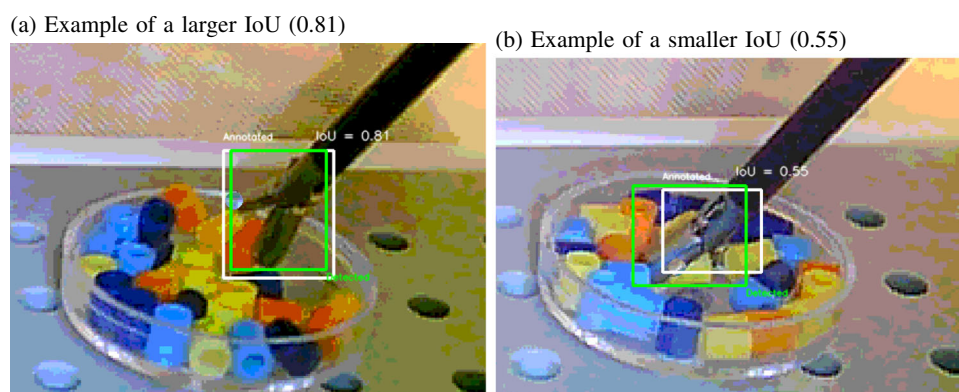 (a) Example of a larger IoU (0.81)
Annotated
IoU = 0.81
Detected
(b) Example of a smaller IoU (0.55)
IoU = 0.55
Annotated
Detected